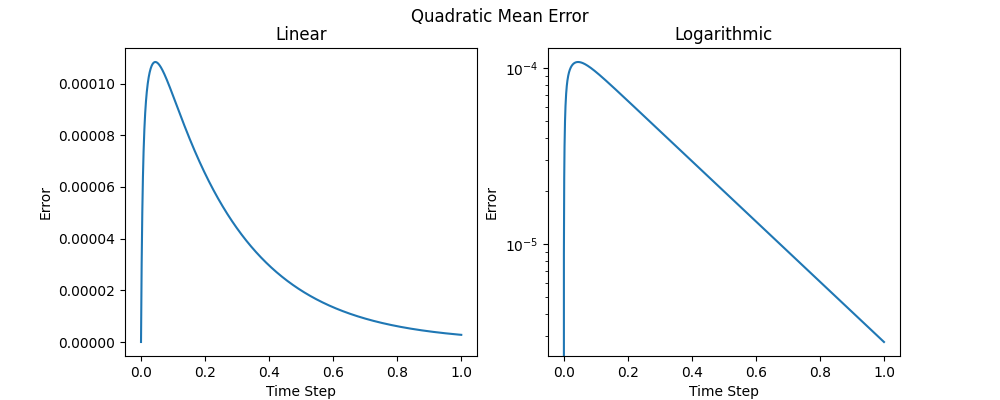 Quadratic Mean Error
Linear
Error
0.00010
0.00008
0.00006
0.00004
0.00002
0.00000
0.0 0.2 0.4 0.6 0.8 1.0
Time Step
Logarithmic
Error
10⁻⁴
10⁻⁵
0.0 0.2 0.4 0.6 0.8 1.0
Time Step